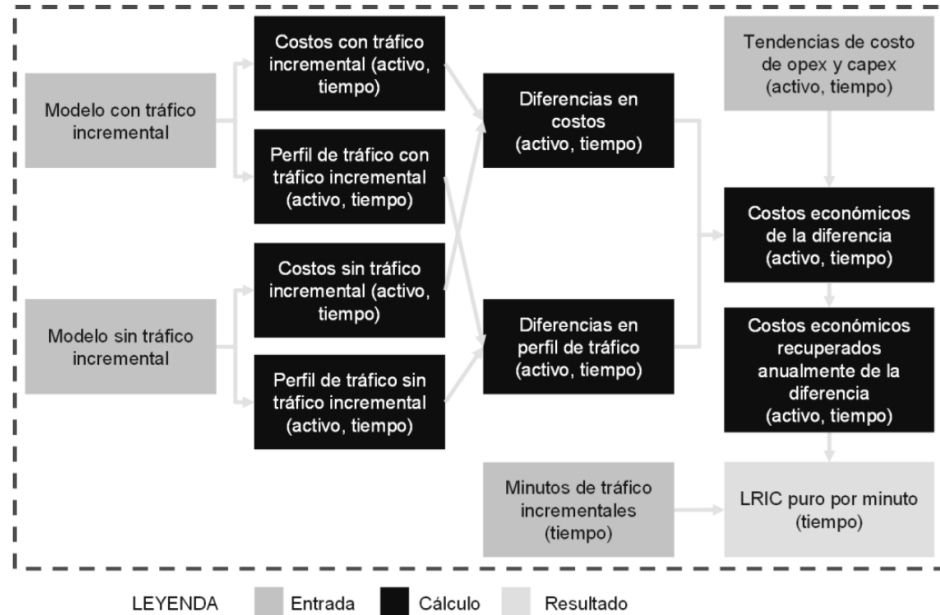 Modelo con tráfico
incremental
Modelo sin tráfico
incremental
Costos con tráfico
incremental (activo,
tiempo)
Perfil de tráfico con
tráfico incremental
(activo, tiempo)
Costos sin tráfico
incremental (activo,
tiempo)
Perfil de tráfico sin
tráfico incremental
(activo, tiempo)
Diferencias en
costos
(activo, tiempo)
Diferencias en
perfil de tráfico
(activo, tiempo)
Minutos de tráfico
incrementales
(tiempo)
Tendencias de costo
de opex y capex
(activo, tiempo)
Costos económicos
de la diferencia
(activo, tiempo)
Costos económicos
recuperados
anualmente de la
diferencia
(activo, tiempo)
LRIC puro por minuto
(tiempo)
LEYENDA
Entrada
Cálculo
Resultado